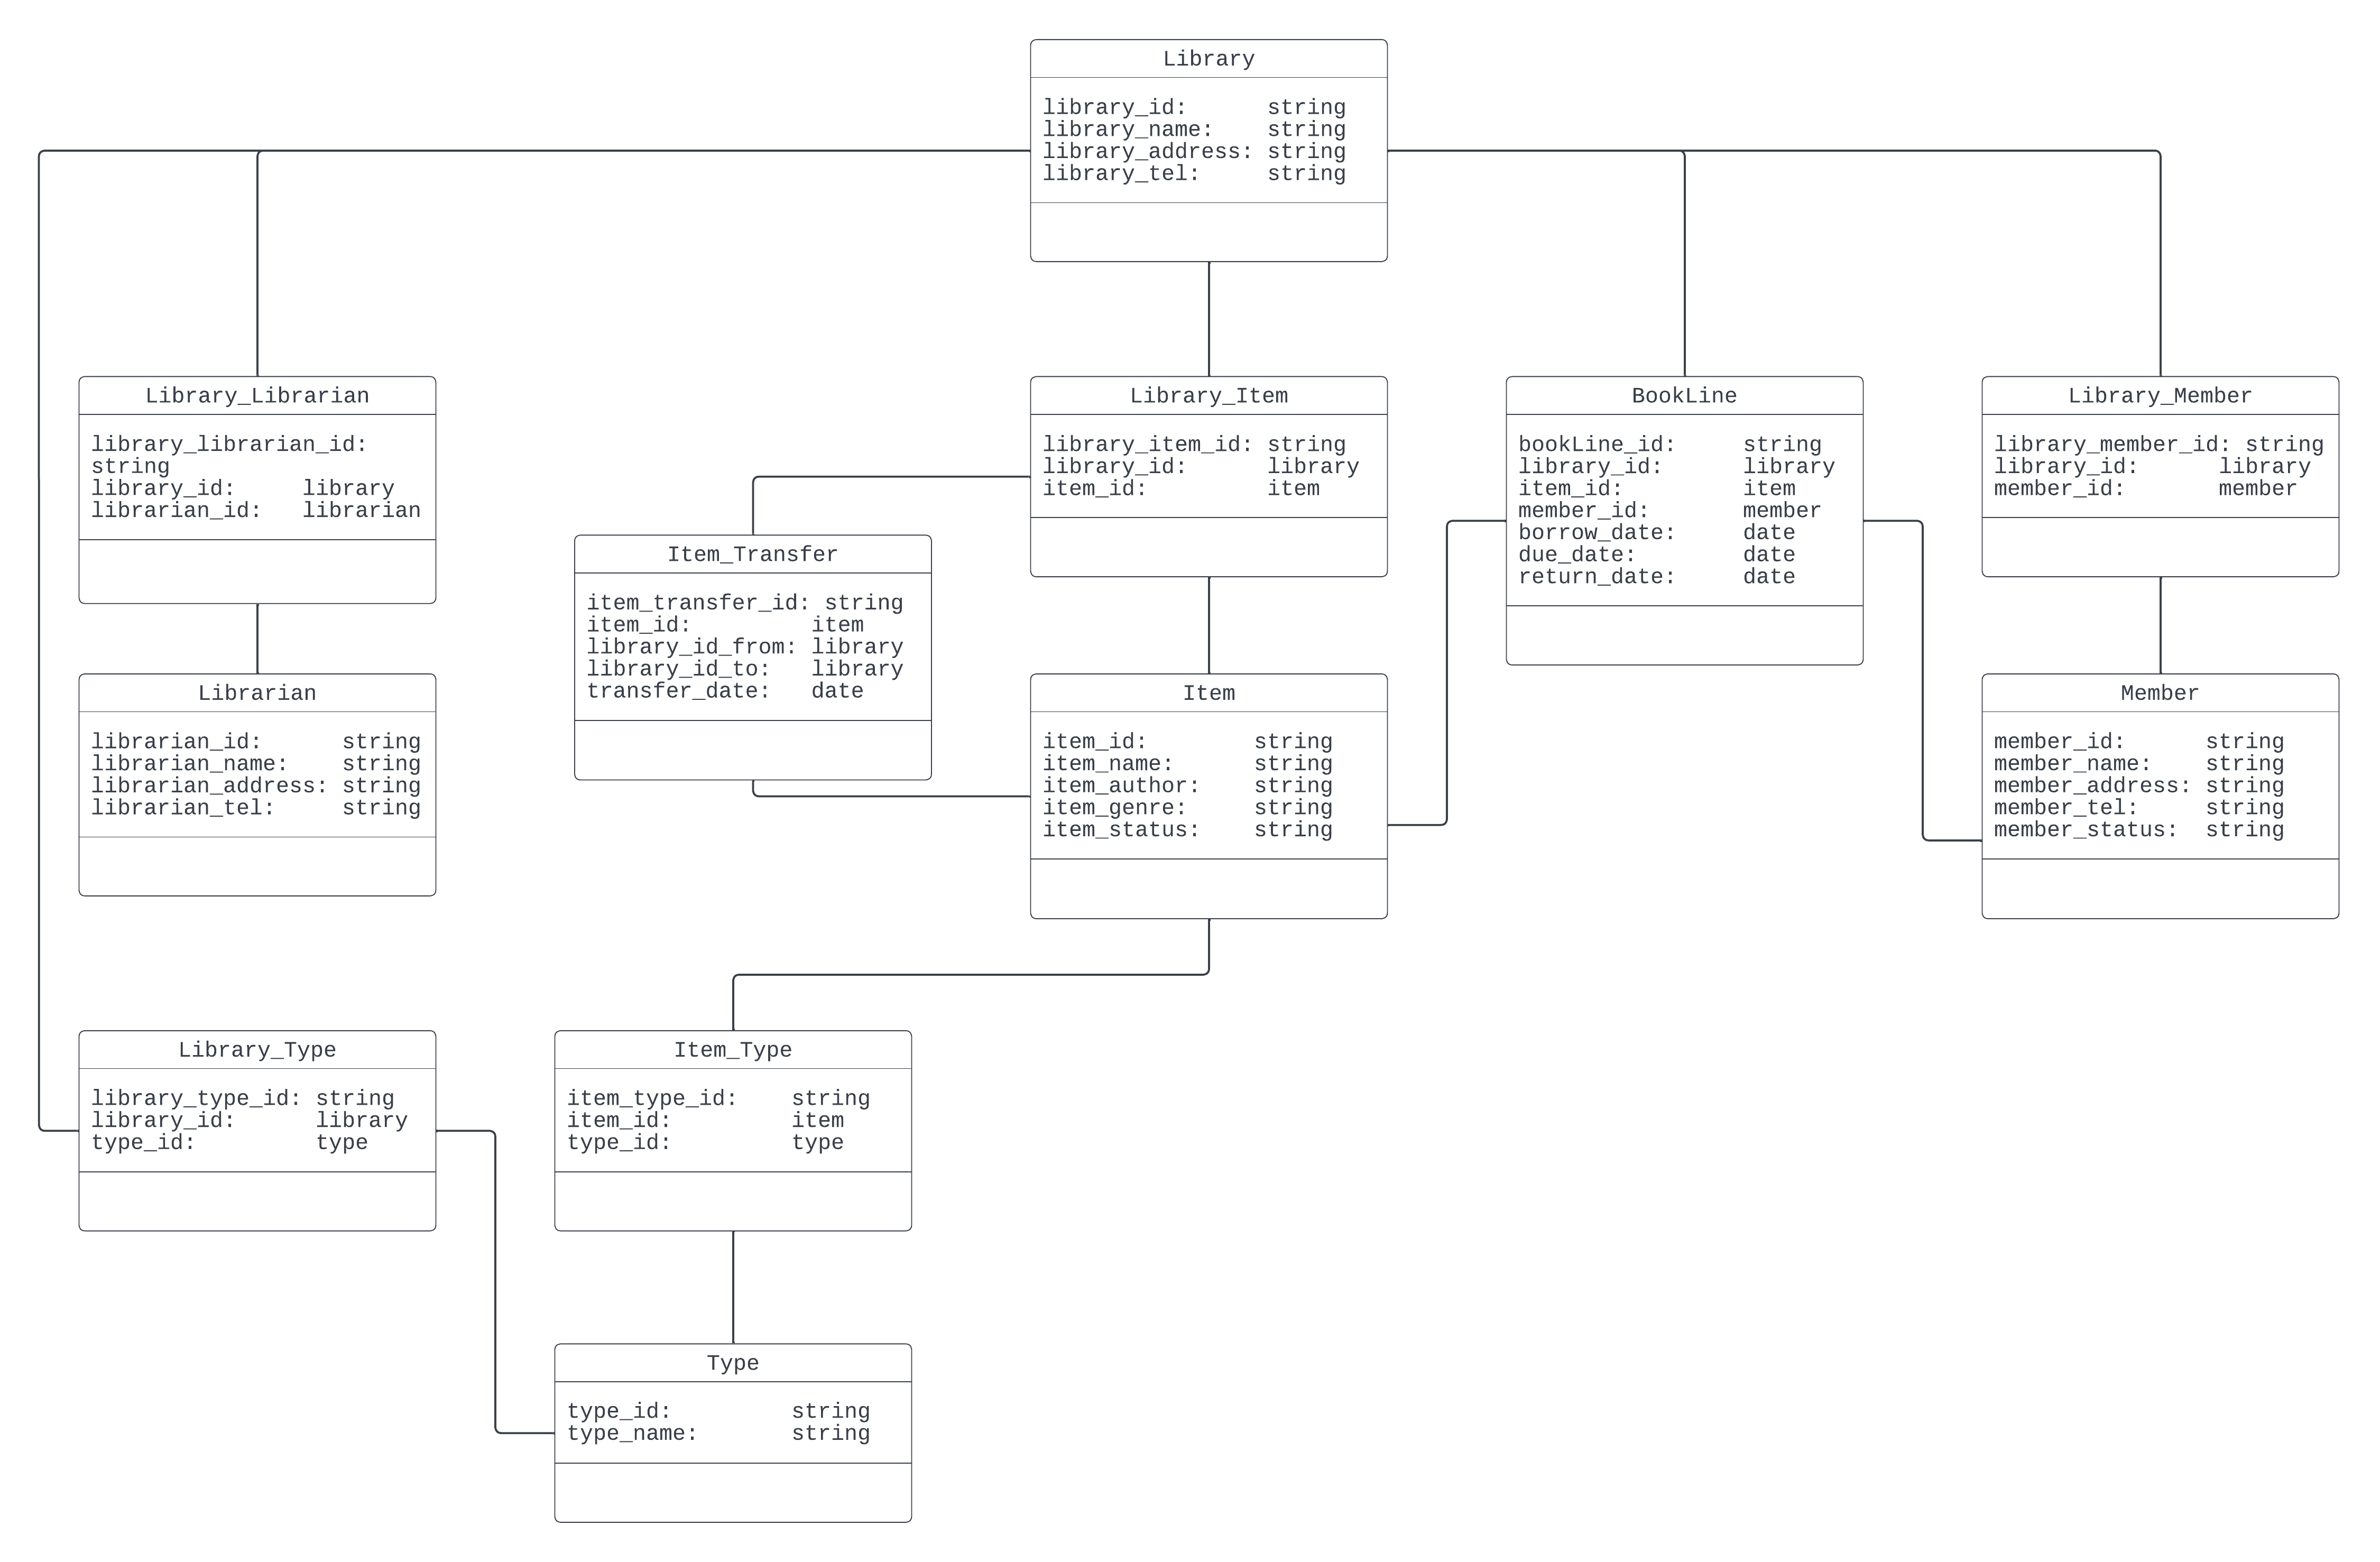 Library
library_id: string
library_name: string
library_address: string
library_tel: string
Library_Librarian
library_librarian_id:
string
library_id: library
librarian_id: librarian
Library_Item
library_item_id: string
library_id: library
item_id: item
BookLine
bookLine_id: string
library_id: library
item_id: item
member_id: member
borrow_date: date
due_date: date
return_date: date
Library_Member
library_member_id: string
library_id: library
member_id: member
Item_Transfer
item_transfer_id: string
item_id: item
library_id_from: library
library_id_to: library
transfer_date: date
Librarian
librarian_id: string
librarian_name: string
librarian_address: string
librarian_tel: string
Item
item_id: string
item_name: string
item_author: string
item_genre: string
item_status: string
Member
member_id: string
member_name: string
member_address: string
member_tel: string
member_status: string
Library_Type
library_type_id: string
library_id: library
type_id: type
Item_Type
item_type_id: string
item_id: item
type_id: type
Type
type_id: string
type_name: string